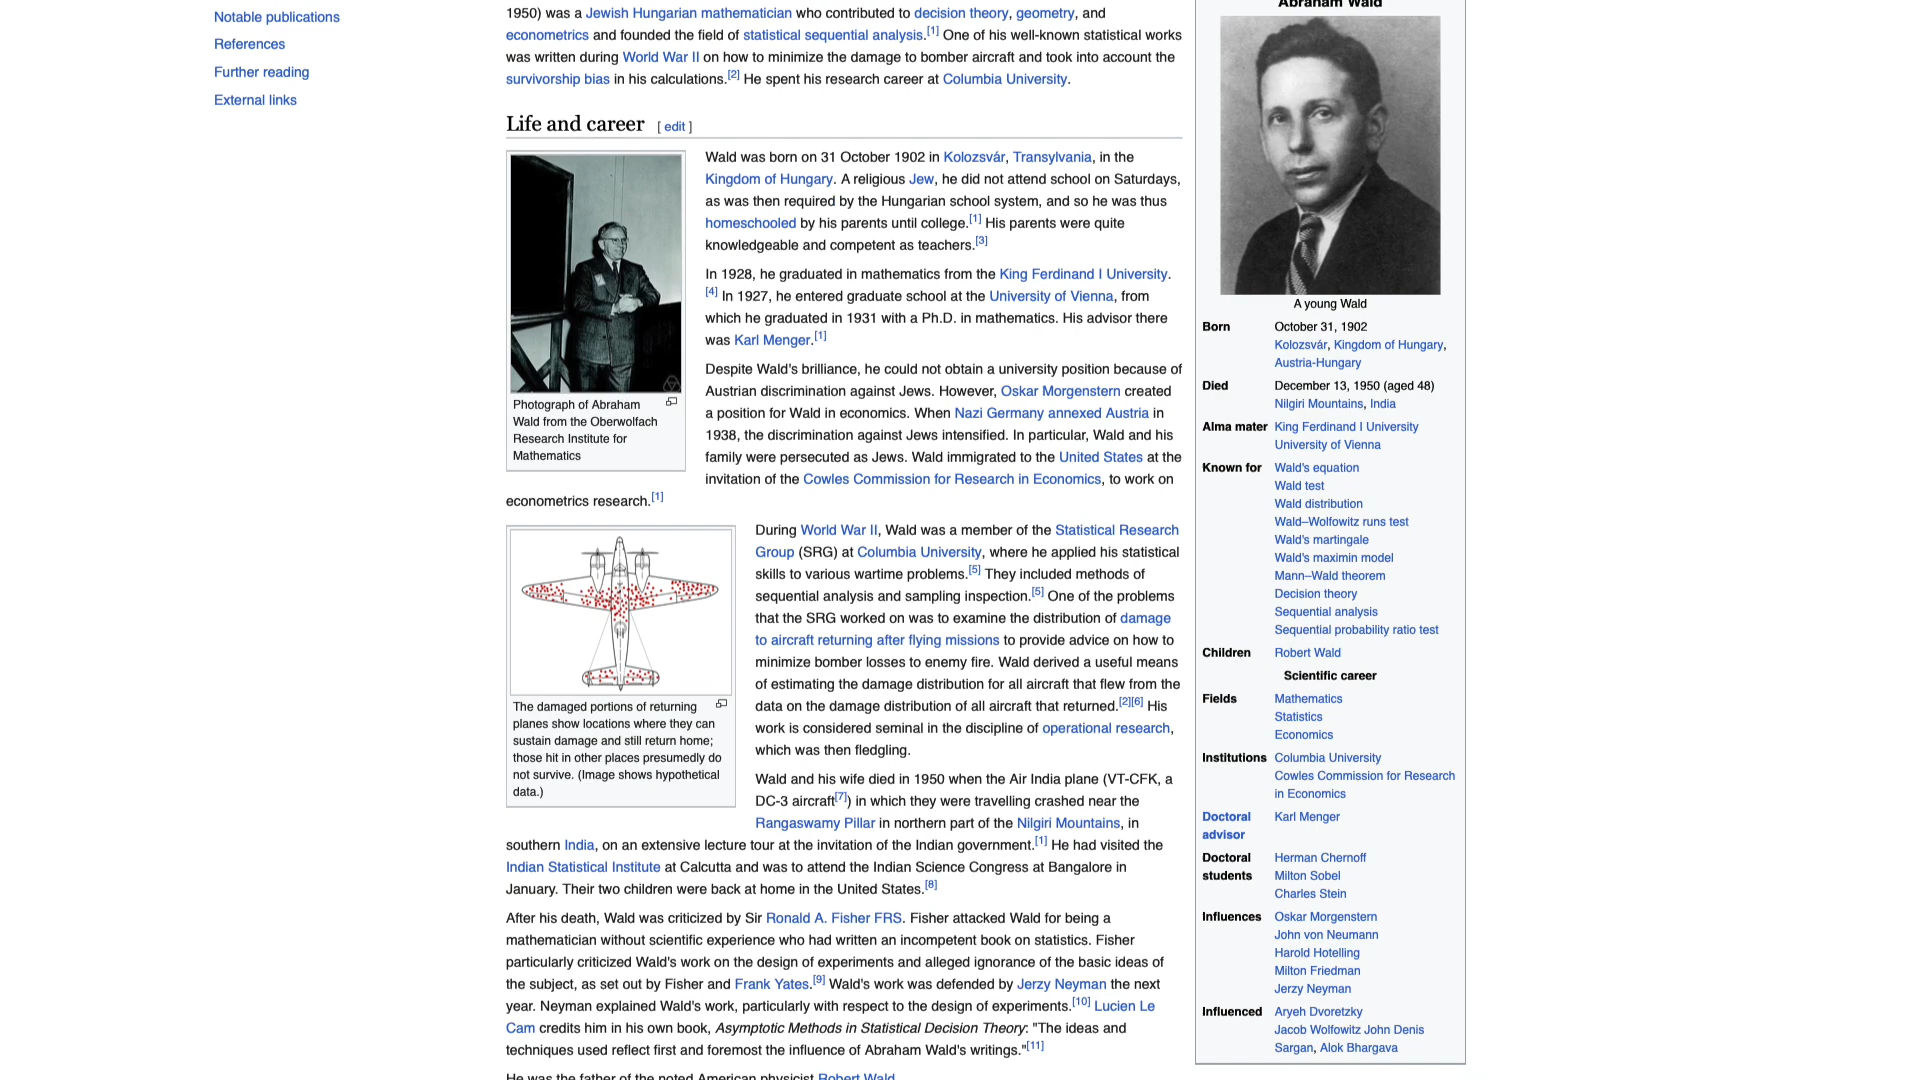 Notable publications
References
Further reading
External links
1950) was a Jewish Hungarian mathematician who contributed to decision theory, geometry, and
econometrics and founded the field of statistical sequential analysis.[1] One of his well-known statistical works
was written during World War II on how to minimize the damage to bomber aircraft and took into account the
survivorship bias in his calculations.[2] He spent his research career at Columbia University.
Life and career [ edit ]
Photograph of Abraham
Wald from the Oberwolfach
Research Institute for
Mathematics
Wald was born on 31 October 1902 in Kolozsvár, Transylvania, in the
Kingdom of Hungary. A religious Jew, he did not attend school on Saturdays,
as was then required by the Hungarian school system, and so he was thus
homeschooled by his parents until college.[1] His parents were quite
knowledgeable and competent as teachers.[3]
In 1928, he graduated in mathematics from the King Ferdinand I University.
[4] In 1927, he entered graduate school at the University of Vienna, from
which he graduated in 1931 with a Ph.D. in mathematics. His advisor there
was Karl Menger.[1]
Despite Wald's brilliance, he could not obtain a university position because of
Austrian discrimination against Jews. However, Oskar Morgenstern created
a position for Wald in economics. When Nazi Germany annexed Austria in
1938, the discrimination against Jews intensified. In particular, Wald and his
family were persecuted as Jews. Wald immigrated to the United States at the
invitation of the Cowles Commission for Research in Economics, to work on
econometrics research.[1]
The damaged portions of returning
planes show locations where they can
sustain damage and still return home;
those hit in other places presumedly do
not survive. (Image shows hypothetical
data.)
During World War II, Wald was a member of the Statistical Research
Group (SRG) at Columbia University, where he applied his statistical
skills to various wartime problems.[5] They included methods of
sequential analysis and sampling inspection.[5] One of the problems
that the SRG worked on was to examine the distribution of damage
to aircraft returning after flying missions to provide advice on how to
minimize bomber losses to enemy fire. Wald derived a useful means
of estimating the damage distribution for all aircraft that flew from the
data on the damage distribution of all aircraft that returned.[2][6] His
work is considered seminal in the discipline of operational research,
which was then fledgling.
Wald and his wife died in 1950 when the Air India plane (VT-CFK, a
DC-3 aircraft[7]) in which they were travelling crashed near the
Rangaswamy Pillar in northern part of the Nilgiri Mountains, in
southern India, on an extensive lecture tour at the invitation of the Indian government.[1] He had visited the
Indian Statistical Institute at Calcutta and was to attend the Indian Science Congress at Bangalore in
January. Their two children were back at home in the United States.[8]
After his death, Wald was criticized by Sir Ronald A. Fisher FRS. Fisher attacked Wald for being a
mathematician without scientific experience who had written an incompetent book on statistics. Fisher
particularly criticized Wald's work on the design of experiments and alleged ignorance of the basic ideas of
the subject, as set out by Fisher and Frank Yates.[9] Wald's work was defended by Jerzy Neyman the next
year. Neyman explained Wald's work, particularly with respect to the design of experiments.[10] Lucien Le
Cam credits him in his own book, Asymptotic Methods in Statistical Decision Theory: "The ideas and
techniques used reflect first and foremost the influence of Abraham Wald's writings."[11]
He was the father of the noted American physicist Robert Wald.
Abraham Wald
A young Wald
Born October 31, 1902
Kolozsvár, Kingdom of Hungary,
Austria-Hungary
Died December 13, 1950 (aged 48)
Nilgiri Mountains, India
Alma mater King Ferdinand I University
University of Vienna
Known for Wald's equation
Wald test
Wald distribution
Wald–Wolfowitz runs test
Wald's martingale
Wald's maximin model
Mann–Wald theorem
Decision theory
Sequential analysis
Sequential probability ratio test
Children Robert Wald
Scientific career
Fields Mathematics
Statistics
Economics
Institutions Columbia University
Cowles Commission for Research
in Economics
Doctoral Karl Menger
advisor
Doctoral Herman Chernoff
students Milton Sobel
Charles Stein
Influences Oskar Morgenstern
John von Neumann
Harold Hotelling
Milton Friedman
Jerzy Neyman
Influenced Aryeh Dvoretzky
Jacob Wolfowitz John Denis
Sargan, Alok Bhargava